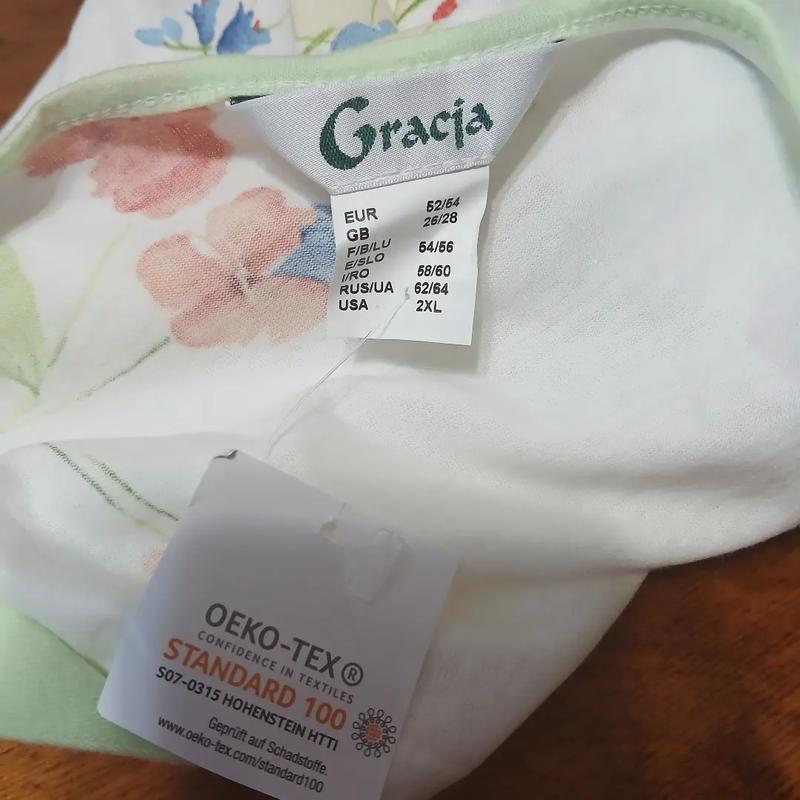 Gracja
EUR 52/54
GB 26/28
F/B/LU 54/56
E/SLO
I/RO 58/60
RUS/UA 62/64
USA 2XL
OEKO-TEX®
CONFIDENCE IN TEXTILES
STANDARD 100
S07-0315 HOHENSTEIN HTTI
Geprüft auf Schadstoffe.
www.oeko-tex.com/standard100